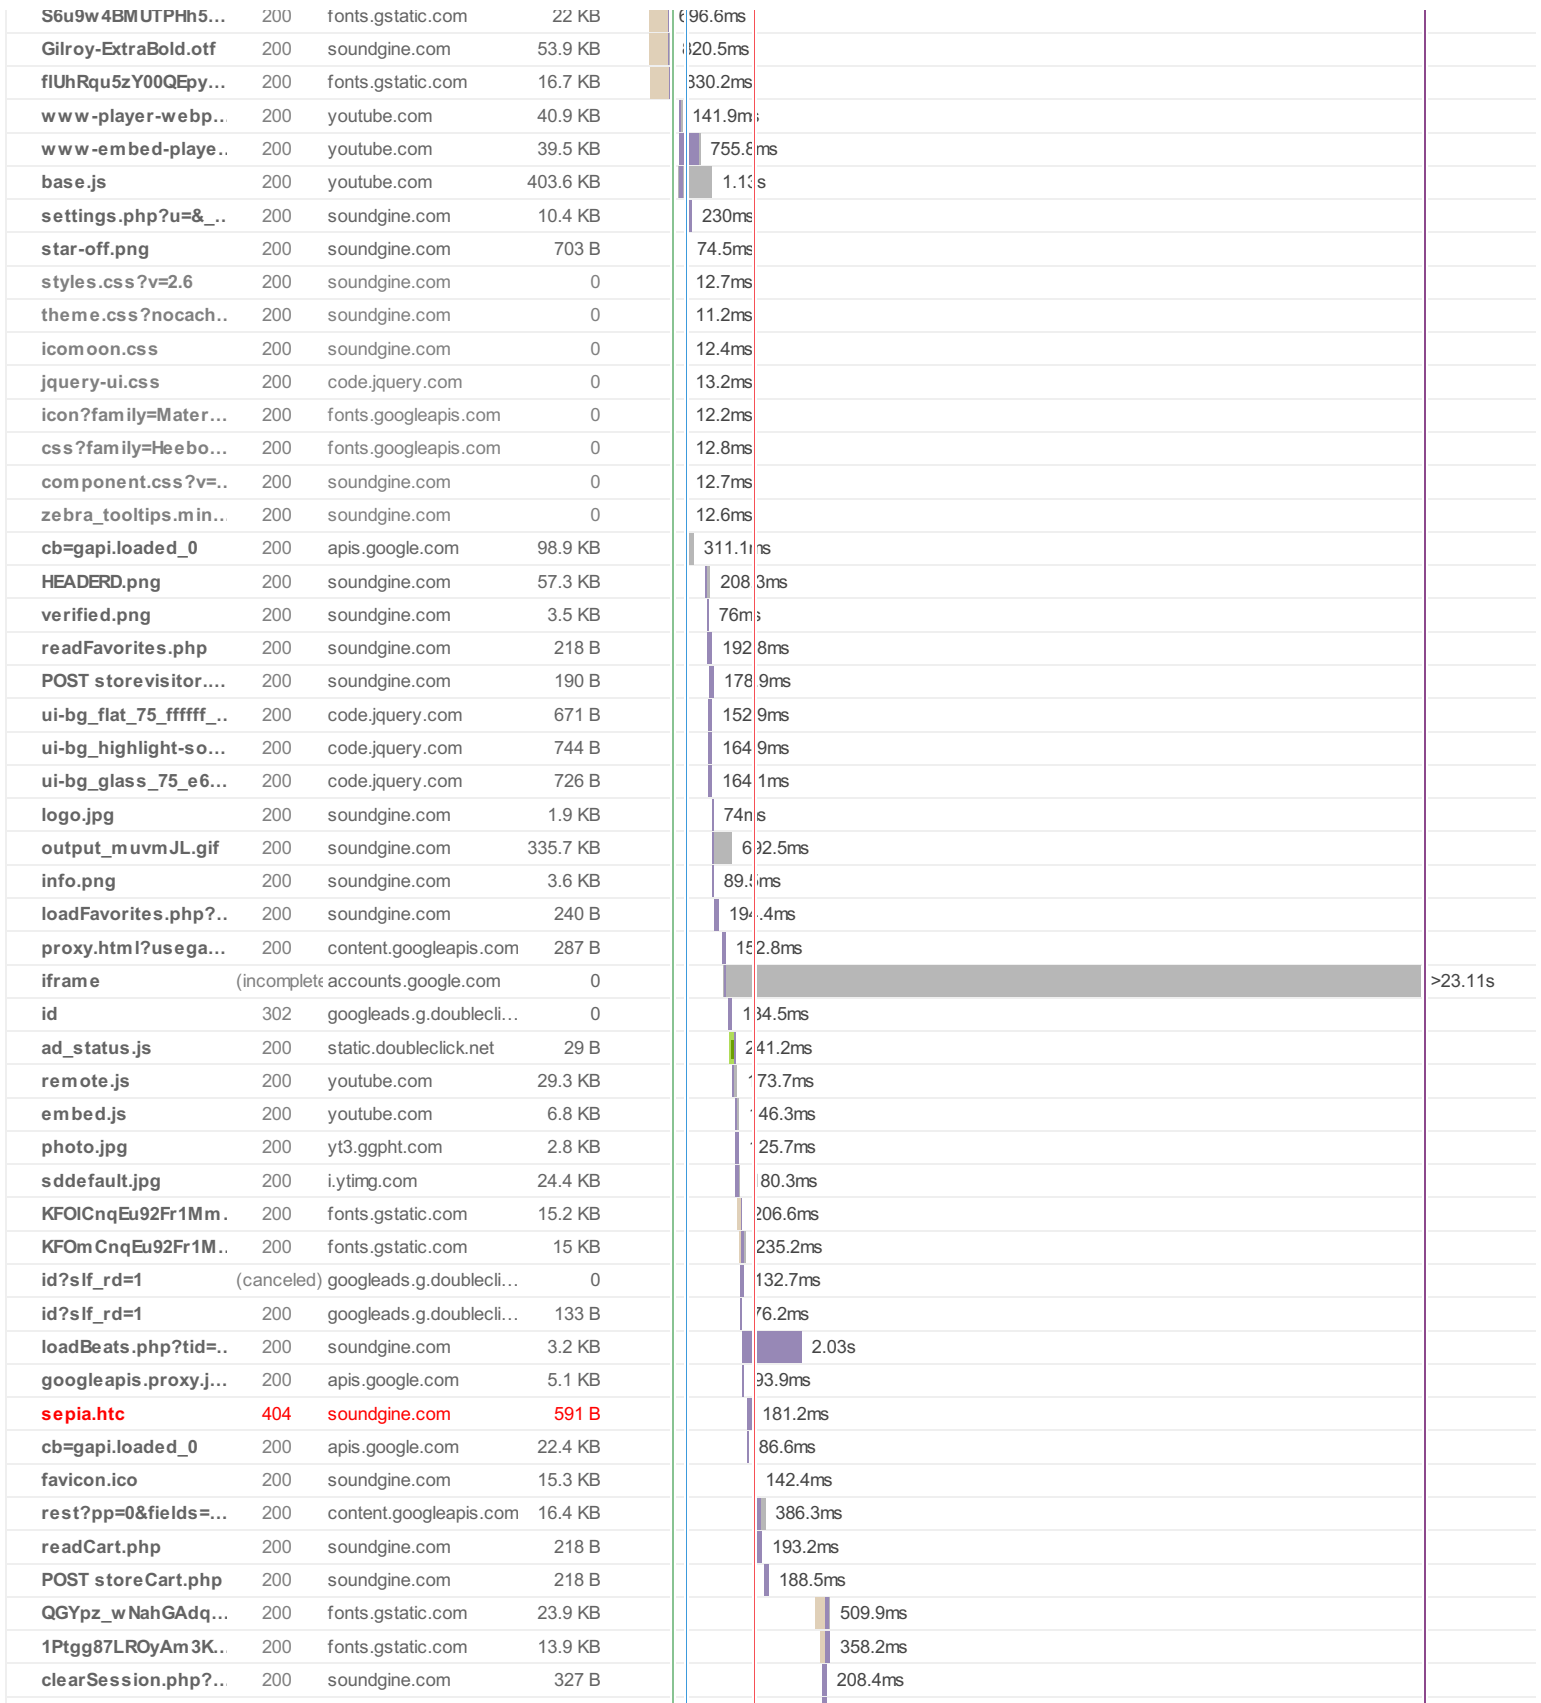 S6u9w4BMUTPHh5… 200 fonts.gstatic.com 22 KB 696.6ms
Gilroy-ExtraBold.otf 200 soundgine.com 53.9 KB 820.5ms
flUhRqu5zY00QEpy… 200 fonts.gstatic.com 16.7 KB 830.2ms
www-player-webp… 200 youtube.com 40.9 KB 141.9ms
www-embed-playe… 200 youtube.com 39.5 KB 755.8ms
base.js 200 youtube.com 403.6 KB 1.13s
settings.php?u=&_… 200 soundgine.com 10.4 KB 230ms
star-off.png 200 soundgine.com 703 B 74.5ms
styles.css?v=2.6 200 soundgine.com 0 12.7ms
theme.css?nocach… 200 soundgine.com 0 11.2ms
icomoon.css 200 soundgine.com 0 12.4ms
jquery-ui.css 200 code.jquery.com 0 13.2ms
icon?family=Mater… 200 fonts.googleapis.com 0 12.2ms
css?family=Heebo… 200 fonts.googleapis.com 0 12.8ms
component.css?v=… 200 soundgine.com 0 12.7ms
zebra_tooltips.min… 200 soundgine.com 0 12.6ms
cb=gapi.loaded_0 200 apis.google.com 98.9 KB 311.1ms
HEADERD.png 200 soundgine.com 57.3 KB 208.3ms
verified.png 200 soundgine.com 3.5 KB 76ms
readFavorites.php 200 soundgine.com 218 B 192.8ms
POST storevisitor.… 200 soundgine.com 190 B 178.9ms
ui-bg_flat_75_ffffff_… 200 code.jquery.com 671 B 152.9ms
ui-bg_highlight-so… 200 code.jquery.com 744 B 164.9ms
ui-bg_glass_75_e6… 200 code.jquery.com 726 B 164.1ms
logo.jpg 200 soundgine.com 1.9 KB 74ms
output_muvmJL.gif 200 soundgine.com 335.7 KB 692.5ms
info.png 200 soundgine.com 3.6 KB 89.5ms
loadFavorites.php?… 200 soundgine.com 240 B 194.4ms
proxy.html?usega… 200 content.googleapis.com 287 B 152.8ms
iframe (incomplete accounts.google.com 0 >23.11s
id 302 googleads.g.doublecli… 0 184.5ms
ad_status.js 200 static.doubleclick.net 29 B 241.2ms
remote.js 200 youtube.com 29.3 KB 173.7ms
embed.js 200 youtube.com 6.8 KB 146.3ms
photo.jpg 200 yt3.ggpht.com 2.8 KB 125.7ms
sddefault.jpg 200 i.ytimg.com 24.4 KB 180.3ms
KFOlCnqEu92Fr1Mm… 200 fonts.gstatic.com 15.2 KB 206.6ms
KFOmCnqEu92Fr1M… 200 fonts.gstatic.com 15 KB 235.2ms
id?slf_rd=1 (canceled) googleads.g.doublecli… 0 132.7ms
id?slf_rd=1 200 googleads.g.doublecli… 133 B 76.2ms
loadBeats.php?tid=… 200 soundgine.com 3.2 KB 2.03s
googleapis.proxy.j… 200 apis.google.com 5.1 KB 93.9ms
sepia.htc 404 soundgine.com 591 B 181.2ms
cb=gapi.loaded_0 200 apis.google.com 22.4 KB 86.6ms
favicon.ico 200 soundgine.com 15.3 KB 142.4ms
rest?pp=0&fields=… 200 content.googleapis.com 16.4 KB 386.3ms
readCart.php 200 soundgine.com 218 B 193.2ms
POST storeCart.php 200 soundgine.com 218 B 188.5ms
QGYpz_wNahGAdq… 200 fonts.gstatic.com 23.9 KB 509.9ms
1Ptgg87LROyAm3K… 200 fonts.gstatic.com 13.9 KB 358.2ms
clearSession.php?… 200 soundgine.com 327 B 208.4ms